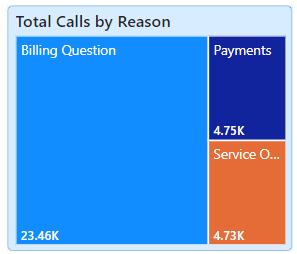 Total Calls by Reason
Billing Question
23.46K
Payments
4.75K
Service O...
4.73K